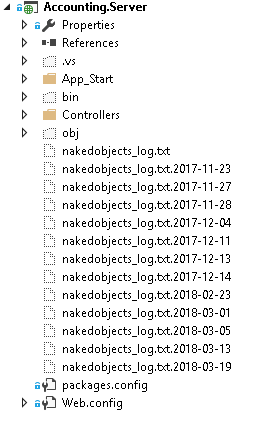 Accounting.Server
Properties
References
.vs
App_Start
bin
Controllers
obj
nakedobjects_log.txt
nakedobjects_log.txt.2017-11-23
nakedobjects_log.txt.2017-11-27
nakedobjects_log.txt.2017-11-28
nakedobjects_log.txt.2017-12-04
nakedobjects_log.txt.2017-12-11
nakedobjects_log.txt.2017-12-13
nakedobjects_log.txt.2017-12-14
nakedobjects_log.txt.2018-02-23
nakedobjects_log.txt.2018-03-01
nakedobjects_log.txt.2018-03-05
nakedobjects_log.txt.2018-03-13
nakedobjects_log.txt.2018-03-19
packages.config
Web.config